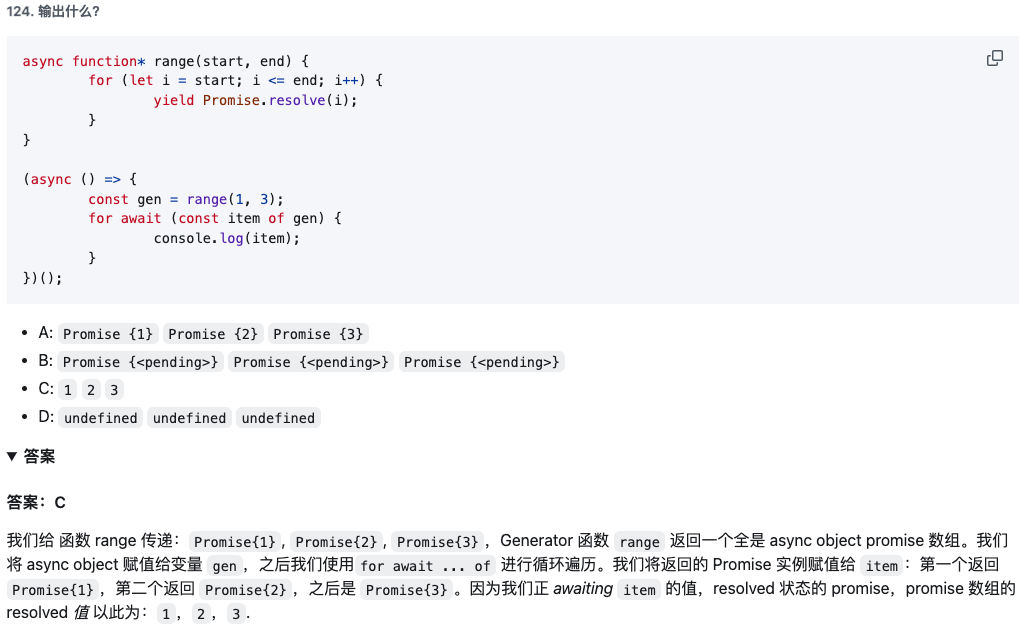 124. 输出什么?
async function* range(start, end) {
        for (let i = start; i <= end; i++) {
                yield Promise.resolve(i);
        }
}
(async () => {
        const gen = range(1, 3);
        for await (const item of gen) {
                console.log(item);
        }
})();
• A: Promise {1} Promise {2} Promise {3}
• B: Promise {<pending>} Promise {<pending>} Promise {<pending>}
• C: 1 2 3
• D: undefined undefined undefined
▼ 答案
答案：C
我们给 函数 range 传递： Promise{1}, Promise{2}, Promise{3}，Generator 函数 range 返回一个全是 async object promise 数组。我们
将 async object 赋值给变量 gen，之后我们使用 for await ... of 进行循环遍历。我们将返回的 Promise 实例赋值给 item： 第一个返回
Promise{1}，第二个返回 Promise{2}，之后是 Promise{3}。因为我们正 awaiting item 的值，resolved 状态的 promise，promise 数组的
resolved 值 以此为： 1，2，3.